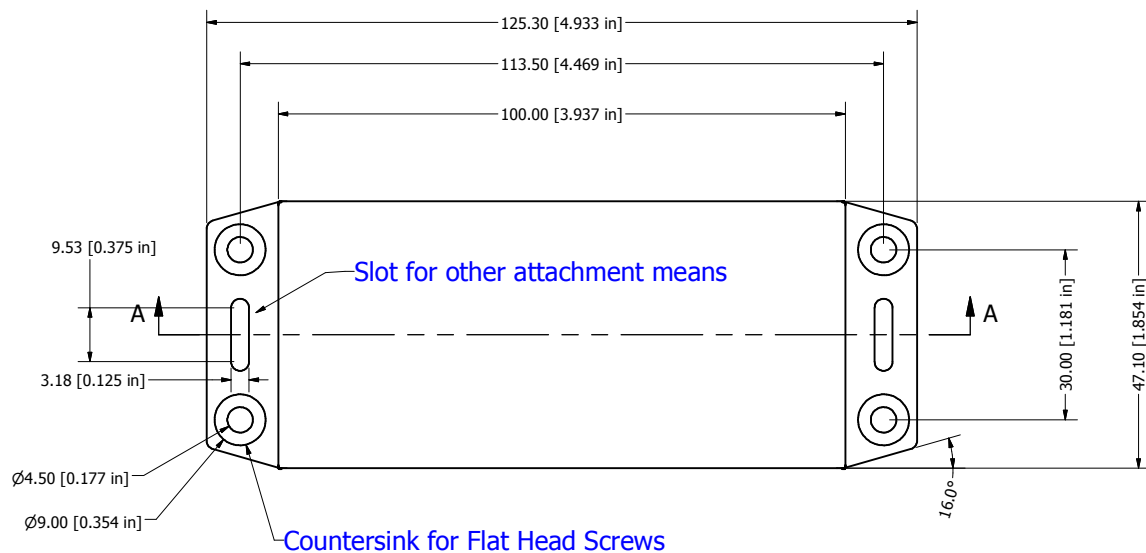 125.30 [4.933 in]
113.50 [4.469 in]
100.00 [3.937 in]
9.53 [0.375 in]
Slot for other attachment means
A
A
30.00 [1.181 in]
47.10 [1.854 in]
3.18 [0.125 in]
Ø4.50 [0.177 in]
16.0°
Ø9.00 [0.354 in]
Countersink for Flat Head Screws